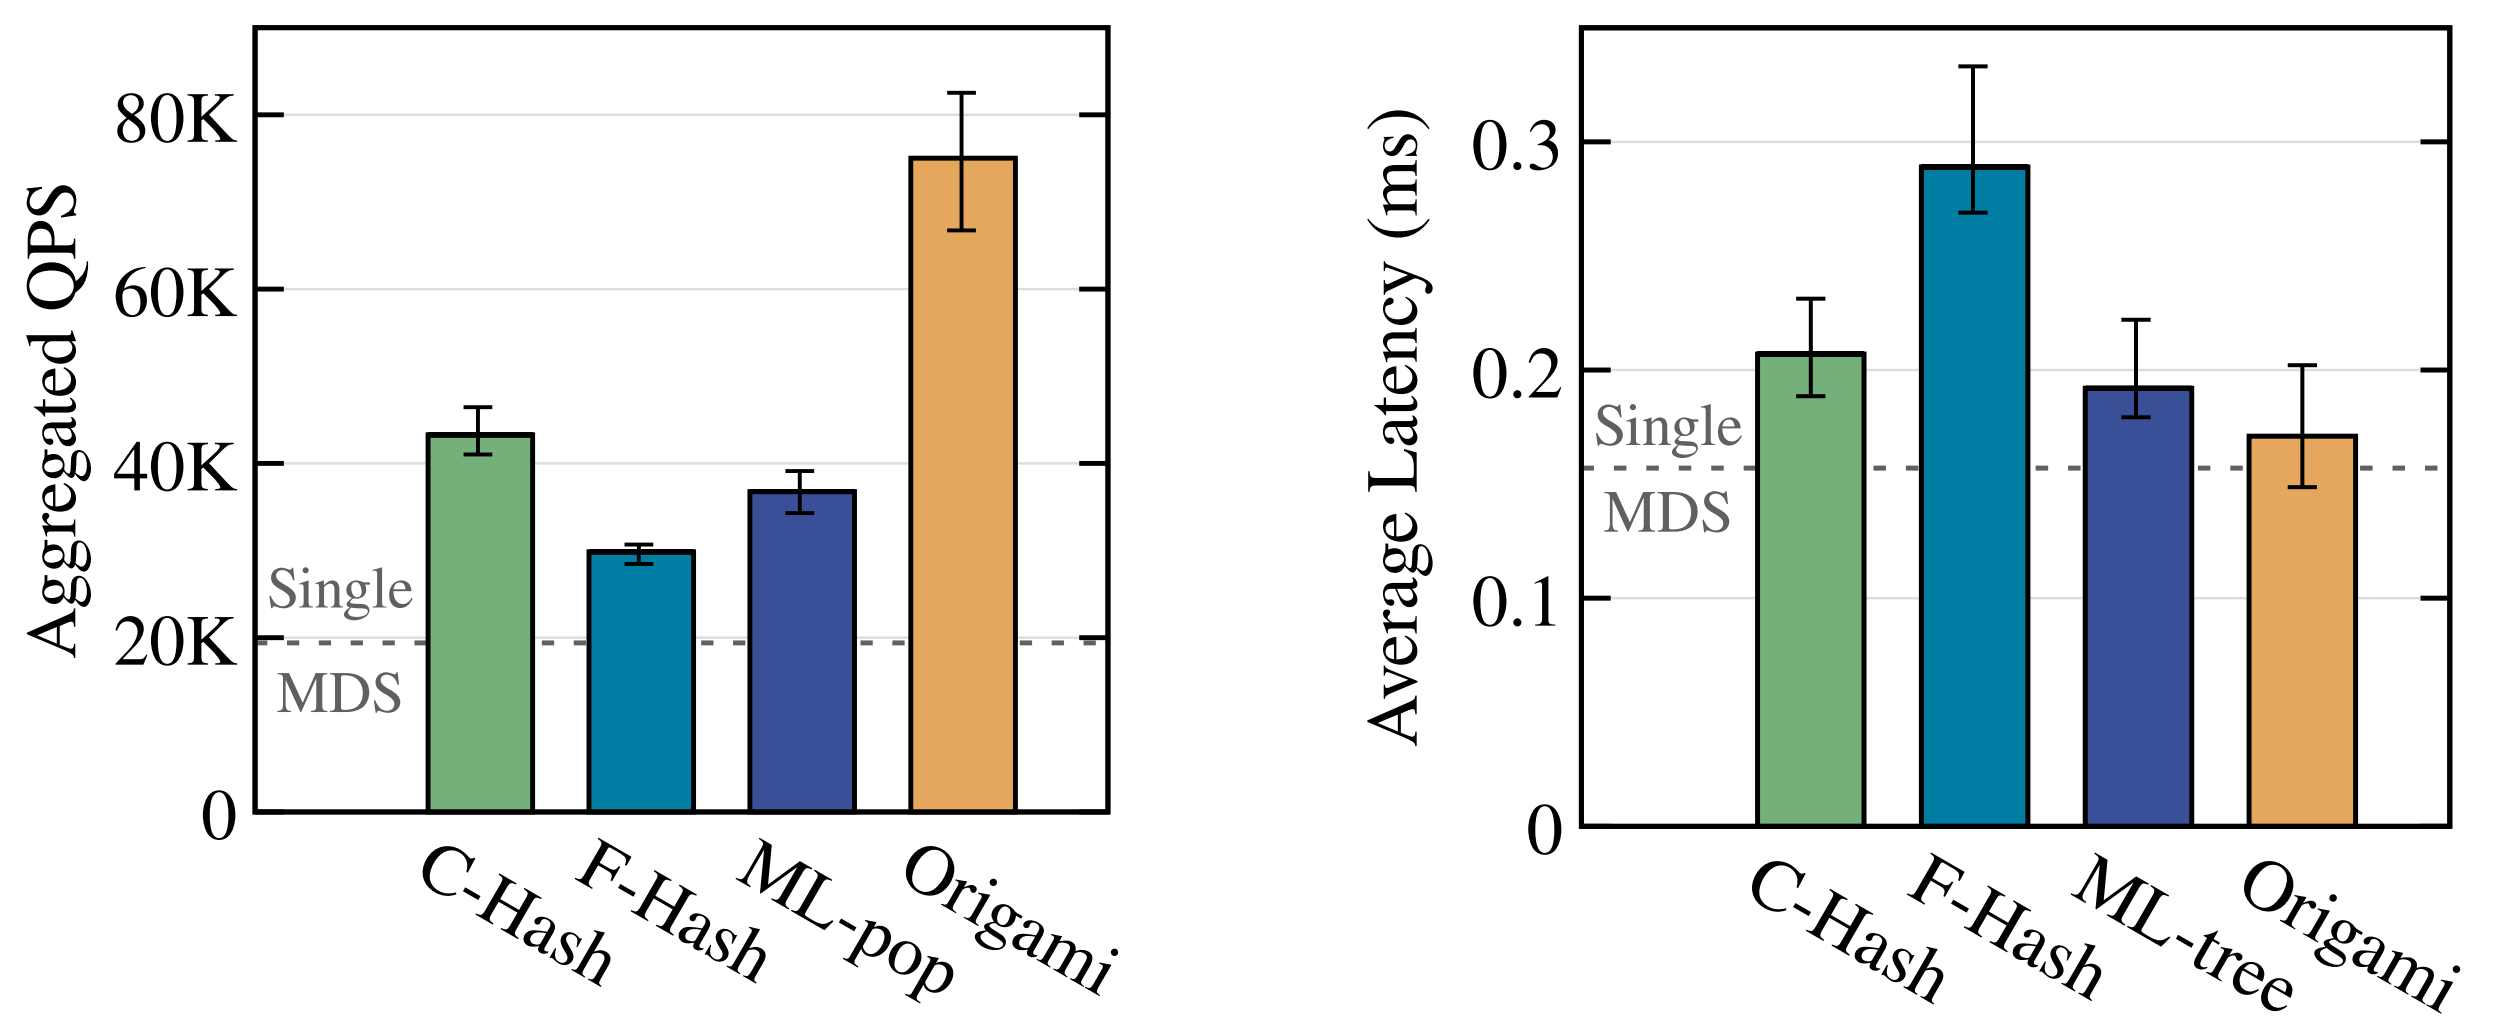 Aggregated QPS
80K
60K
40K
20K
0
Single
MDS
C-Hash
F-Hash
ML-pop
Origami
Average Latency (ms)
0.3
0.2
0.1
0
Single
MDS
C-Hash
F-Hash
ML-ree
Origami